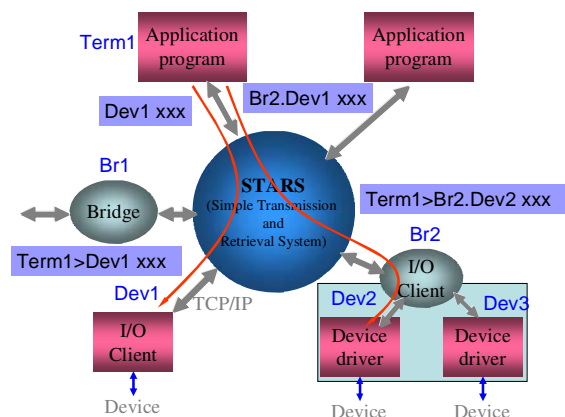 Term1
Application
program
Application
program
Dev1 xxx
Br2.Dev1 xxx
Br1
Bridge
STARS
(Simple Transmission
and
Retrieval System)
Term1>Br2.Dev2 xxx
Term1>Dev1 xxx
Br2
I/O
Client
Dev1
TCP/IP
Dev2
Dev3
I/O
Client
Device
driver
Device
driver
Device
Device
Device